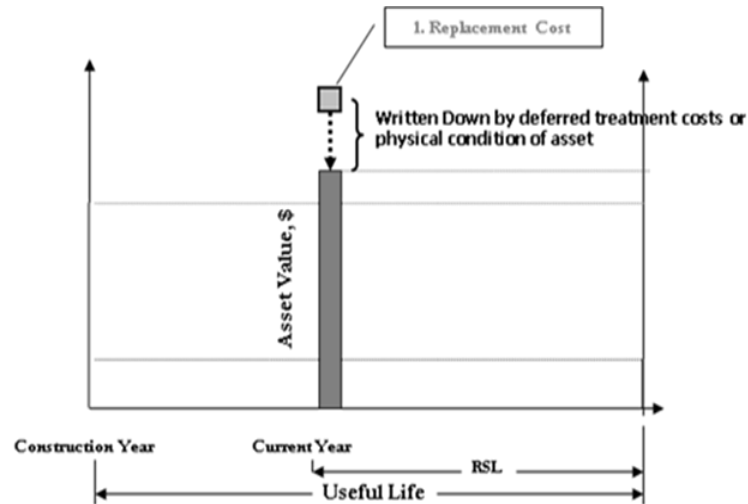 1. Replacement Cost
Written Down by deferred treatment costs or
physical condition of asset
Asset Value, $
Construction Year
Current Year
RSL
Useful Life